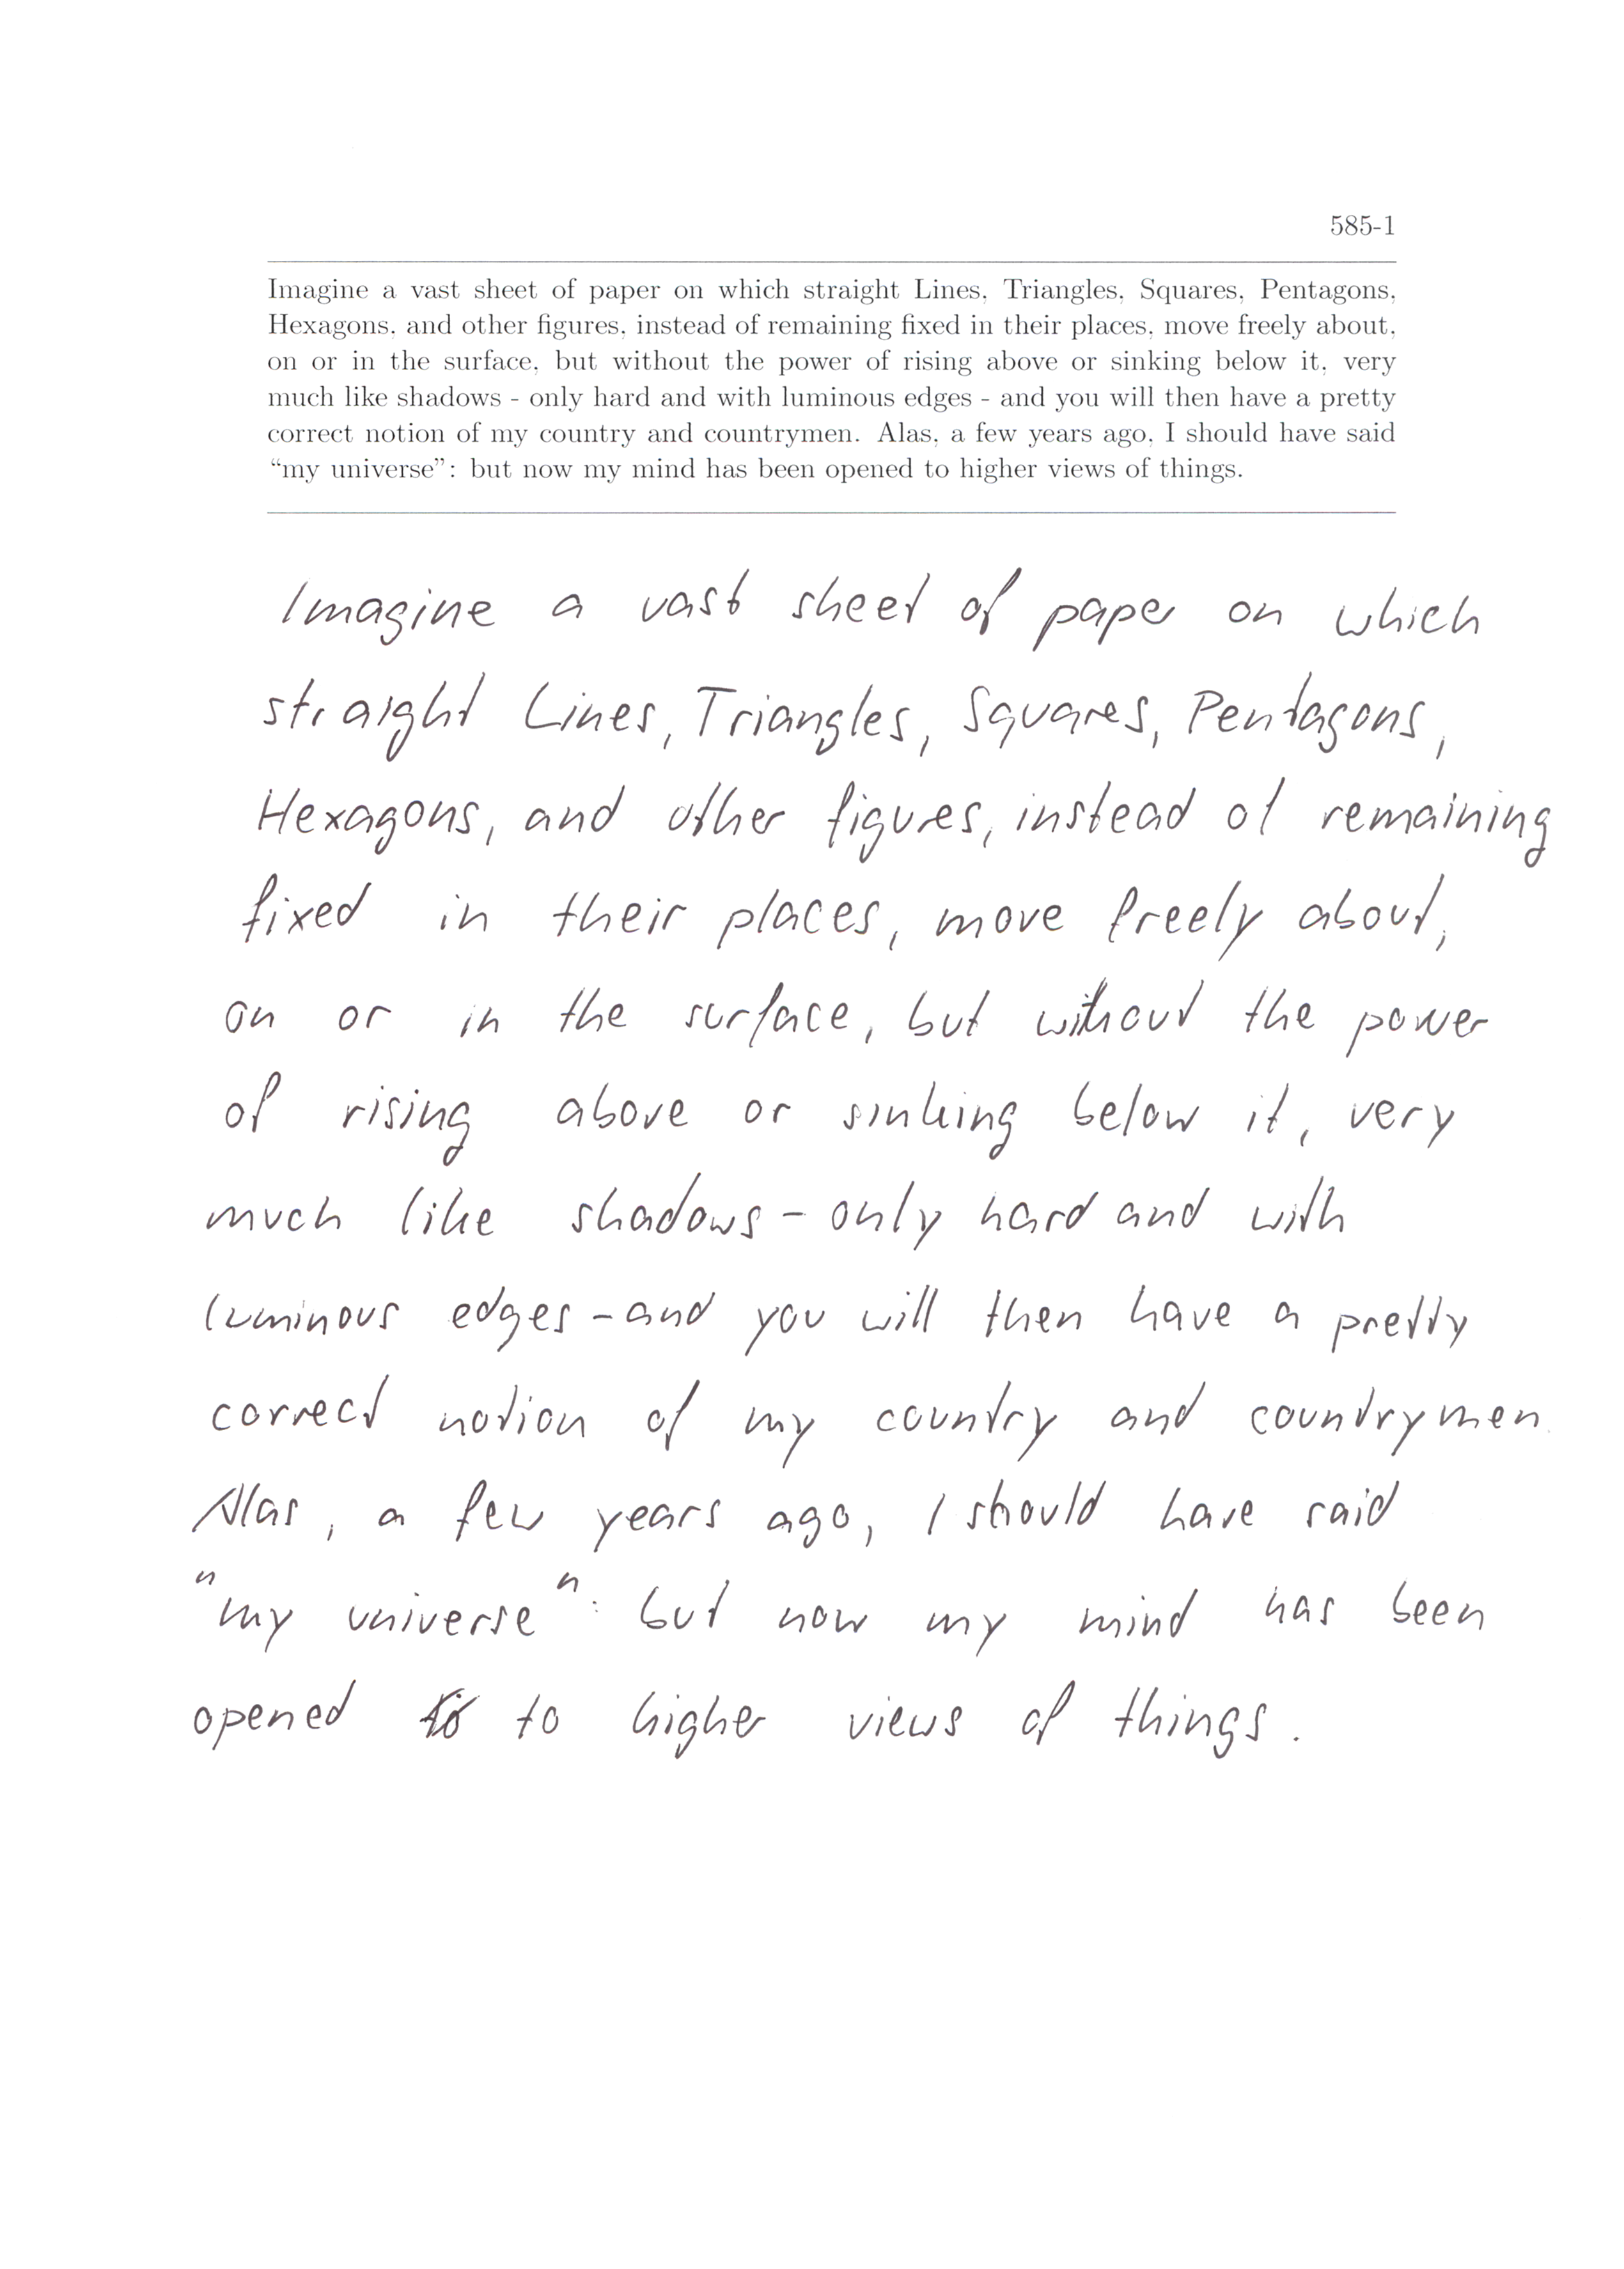 585-1
Imagine a vast sheet of paper on which straight Lines, Triangles, Squares, Pentagons,
Hexagons, and other figures, instead of remaining fixed in their places, move freely about,
on or in the surface, but without the power of rising above or sinking below it, very
much like shadows - only hard and with luminous edges - and you will then have a pretty
correct notion of my country and countrymen. Alas, a few years ago, I should have said
“my universe”: but now my mind has been opened to higher views of things.
Imagine a vast sheet of paper on which
straight Lines, Triangles, Squares, Pentagons,
Hexagons, and other figures, instead of remaining
fixed in their places, move freely about,
on or in the surface, but without the power
of rising above or sinking below it, very
much like shadows - only hard and with
luminous edges - and you will then have a pretty
correct notion of my country and countrymen.
Alas, a few years ago, I should have said
"my universe": but now my mind has been
opened to higher views of things.